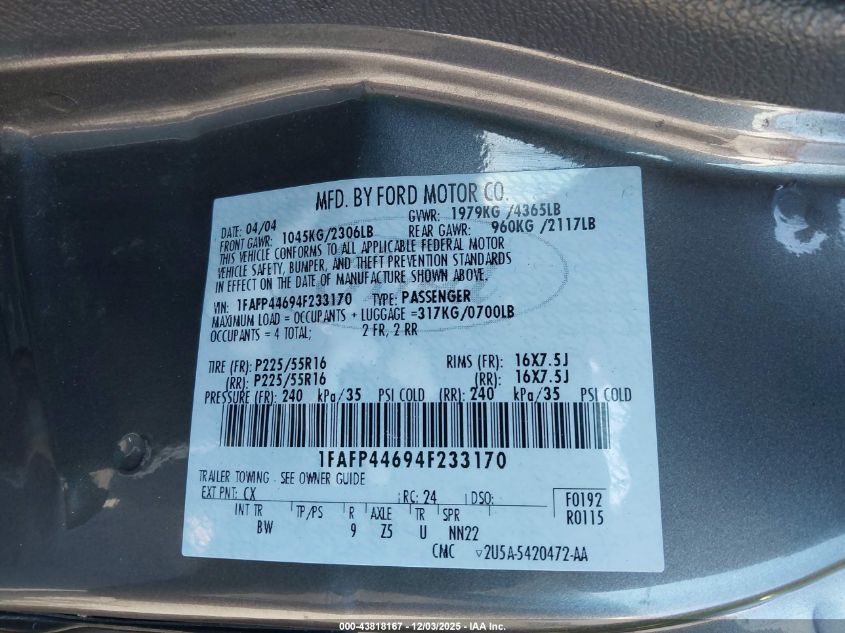 MFD. BY FORD MOTOR CO.
DATE: 04/04 GVWR: 1979KG /4365LB
FRONT GAWR: 1045KG/2306LB REAR GAWR: 960KG /2117LB
THIS VEHICLE CONFORMS TO ALL APPLICABLE FEDERAL MOTOR
VEHICLE SAFETY, BUMPER, AND THEFT PREVENTION STANDARDS
IN EFFECT ON THE DATE OF MANUFACTURE SHOWN ABOVE.
VIN: 1FAFP44694F233170 TYPE: PASSENGER
MAXIMUM LOAD = OCCUPANTS + LUGGAGE =317KG/0700LB
OCCUPANTS = 4 TOTAL; 2 FR, 2 RR
TIRE (FR): P225/55R16 RIMS (FR): 16X7.5J
(RR): P225/55R16 (RR): 16X7.5J
PRESSURE (FR): 240 kPa/35 PSI COLD (RR): 240 kPa/35 PSI COLD
1FAFP44694F233170
TRAILER TOWING - SEE OWNER GUIDE
EXT PNT: CX RC: 24 DSO: F0192
INT TR TP/PS R AXLE TR SPR R0115
BW 9 Z5 U NN22
CMC ▽2U5A-5420472-AA
000-43818167 - 12/03/2025 - IAA Inc.